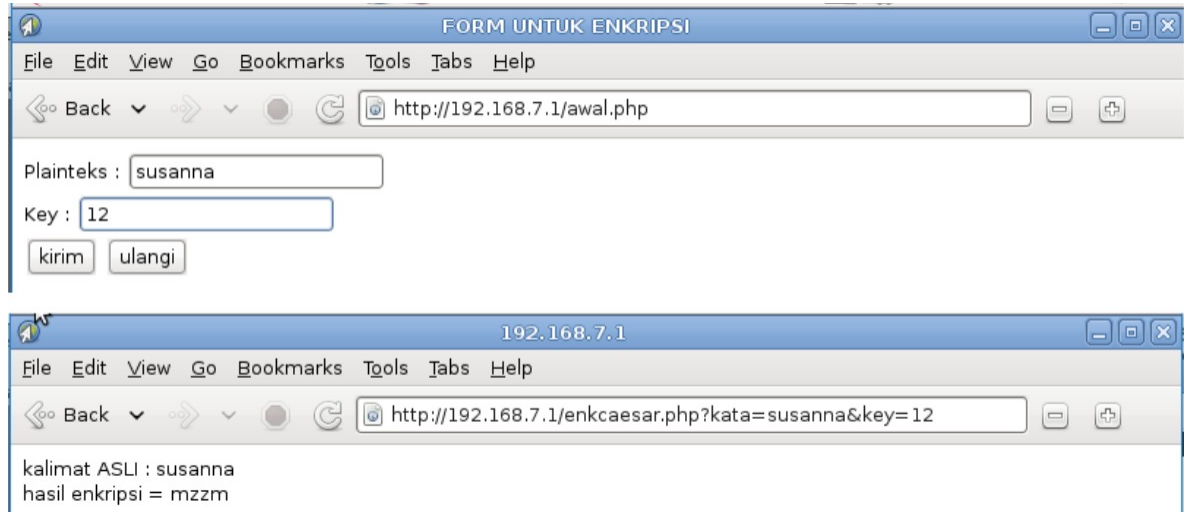 FORM UNTUK ENKRIPSI
File Edit View Go Bookmarks Tools Tabs Help
Back http://192.168.7.1/awal.php
Plainteks : susanna
Key : 12
kirim ulangi
192.168.7.1
File Edit View Go Bookmarks Tools Tabs Help
Back http://192.168.7.1/enkcaesar.php?kata=susanna&key=12
kalimat ASLI : susanna
hasil enkripsi = mzzm